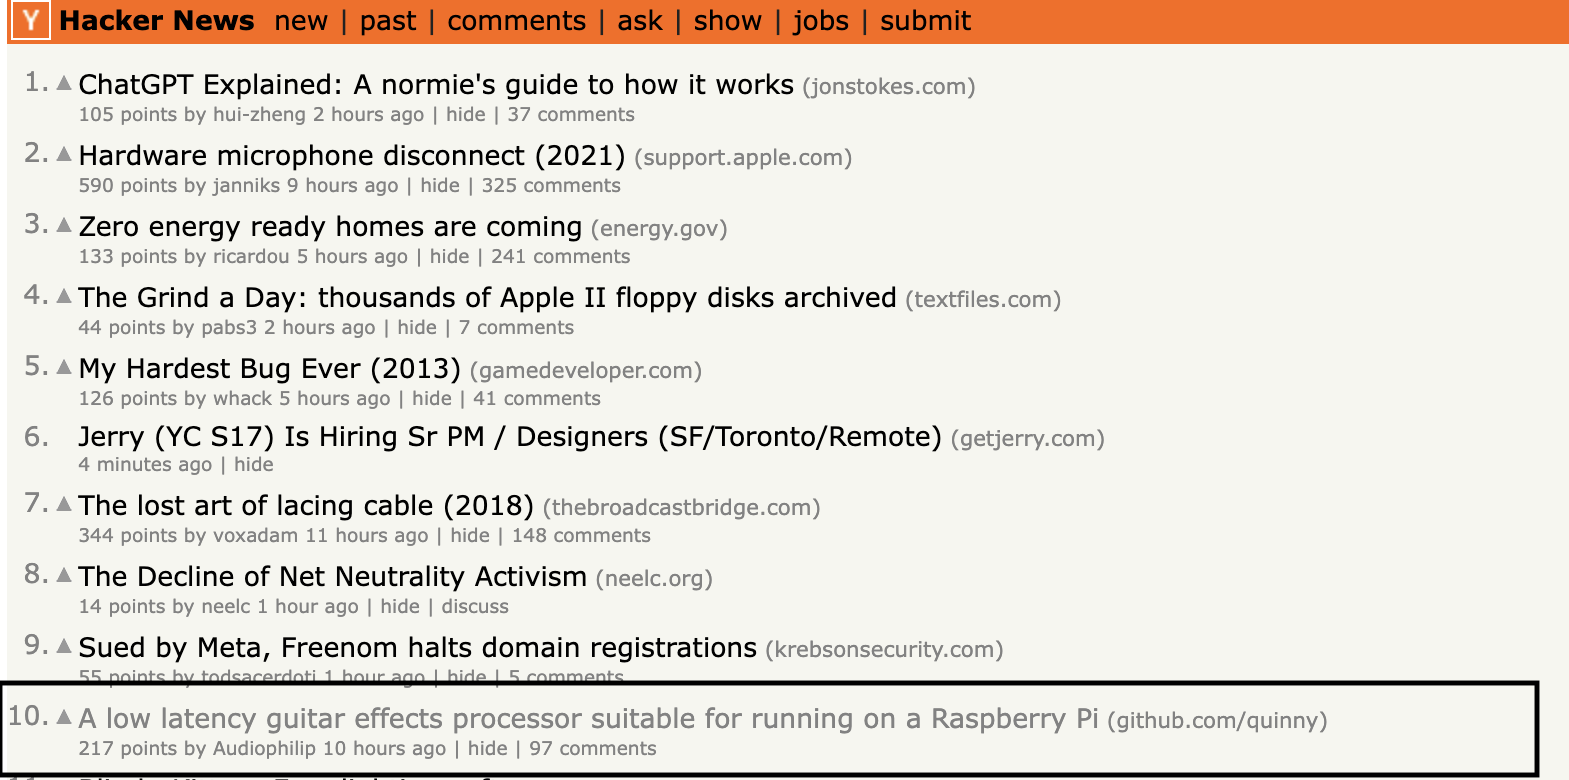 Y Hacker News new | past | comments | ask | show | jobs | submit
1. ▲ ChatGPT Explained: A normie's guide to how it works (jonstokes.com)
105 points by hui-zheng 2 hours ago | hide | 37 comments
2. ▲ Hardware microphone disconnect (2021) (support.apple.com)
590 points by janniks 9 hours ago | hide | 325 comments
3. ▲ Zero energy ready homes are coming (energy.gov)
133 points by ricardou 5 hours ago | hide | 241 comments
4. ▲ The Grind a Day: thousands of Apple II floppy disks archived (textfiles.com)
44 points by pabs3 2 hours ago | hide | 7 comments
5. ▲ My Hardest Bug Ever (2013) (gamedeveloper.com)
126 points by whack 5 hours ago | hide | 41 comments
6. Jerry (YC S17) Is Hiring Sr PM / Designers (SF/Toronto/Remote) (getjerry.com)
4 minutes ago | hide
7. ▲ The lost art of lacing cable (2018) (thebroadcastbridge.com)
344 points by voxadam 11 hours ago | hide | 148 comments
8. ▲ The Decline of Net Neutrality Activism (neelc.org)
14 points by neelc 1 hour ago | hide | discuss
9. ▲ Sued by Meta, Freenom halts domain registrations (krebsonsecurity.com)
55 points by todsacerdoti 1 hour ago | hide | 5 comments
10. ▲ A low latency guitar effects processor suitable for running on a Raspberry Pi (github.com/quinny)
217 points by Audiophilip 10 hours ago | hide | 97 comments